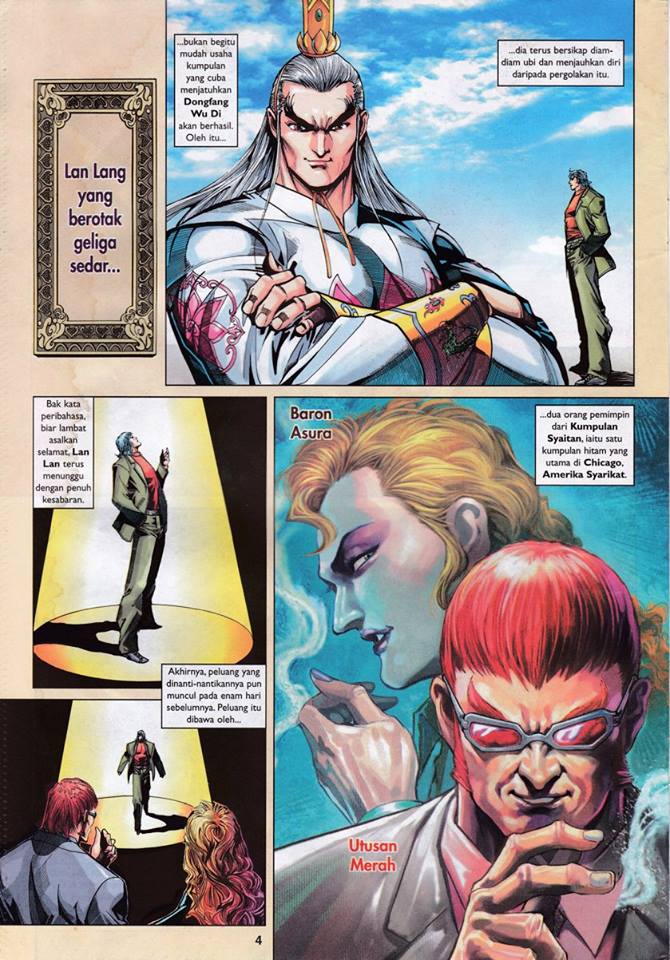 Lan Lang
yang
berotak
geliga
sedar...
...bukan begitu
mudah usaha
kumpulan
yang cuba
menjatuhkan
Dongfang
Wu Di
akan berhasil.
Oleh itu...
...dia terus bersikap diam-
diam ubi dan menjauhkan diri
daripada pergolakan itu.
Bak kata
peribahasa,
biar lambat
asalkan
selamat, Lan
Lan terus
menunggu
dengan penuh
kesabaran.
Akhirnya, peluang yang
dinanti-nantikannya pun
muncul pada enam hari
sebelumnya. Peluang itu
dibawa oleh...
Baron
Asura
...dua orang pemimpin
dari Kumpulan
Syaitan, iaitu satu
kumpulan hitam yang
utama di Chicago,
Amerika Syarikat.
Utusan
Merah
4